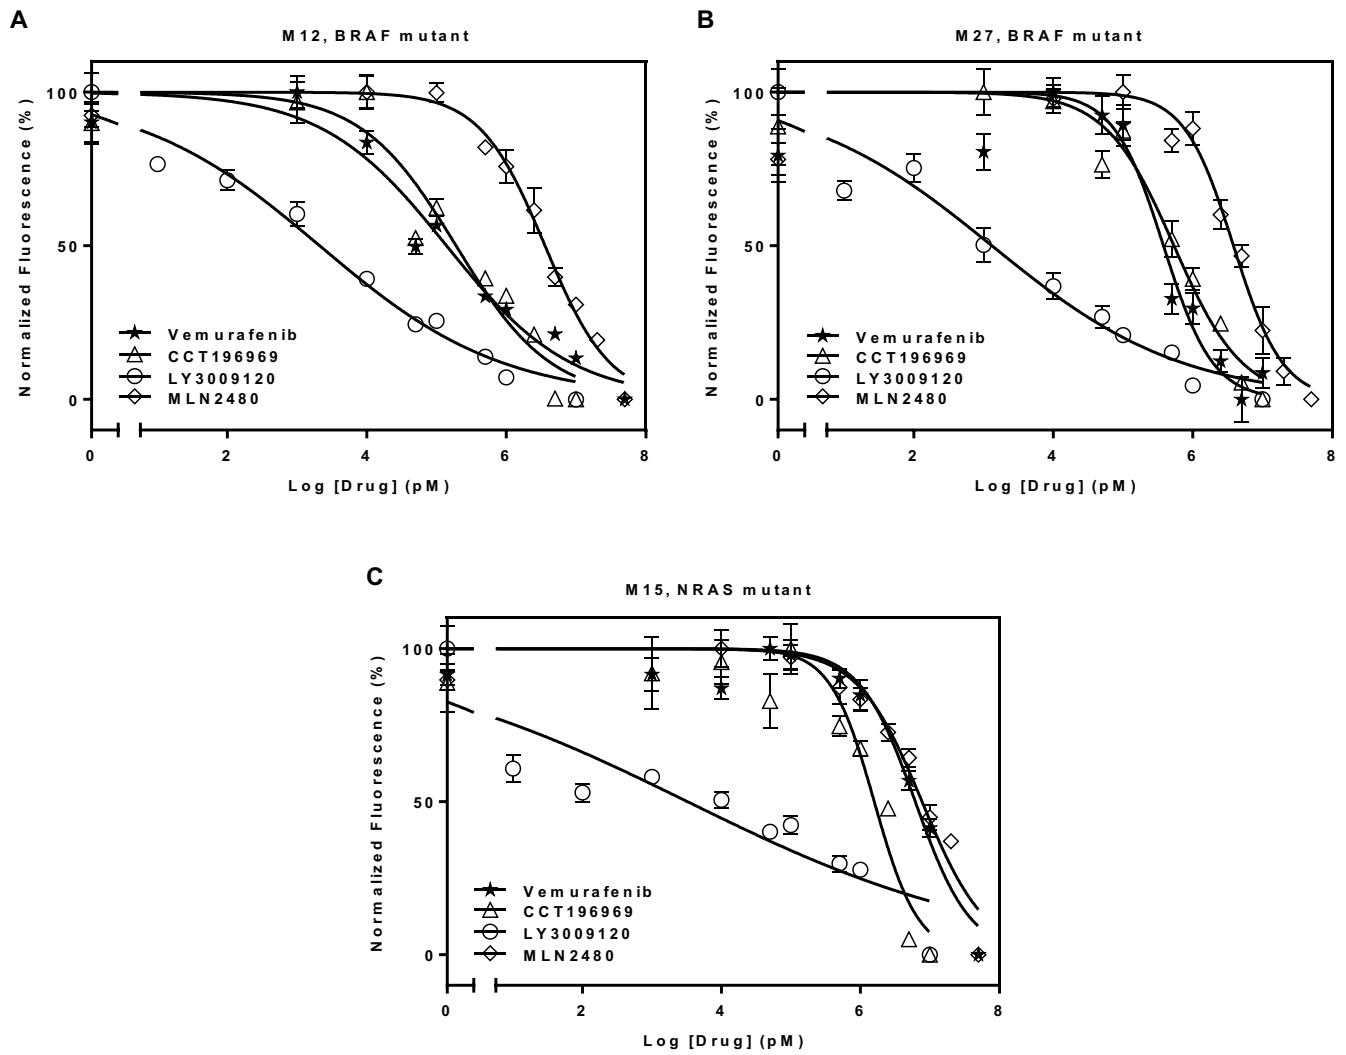 A
M12, BRAF mutant
Normalized Fluorescence (%)
100
50
0
Vemurafenib
CCT196969
LY3009120
MLN2480
0 2 4 6 8
Log [Drug] (pM)
B
M27, BRAF mutant
Normalized Fluorescence (%)
100
50
0
Vemurafenib
CCT196969
LY3009120
MLN2480
0 2 4 6 8
Log [Drug] (pM)
C
M15, NRAS mutant
Normalized Fluorescence (%)
100
50
0
Vemurafenib
CCT196969
LY3009120
MLN2480
0 2 4 6 8
Log [Drug] (pM)